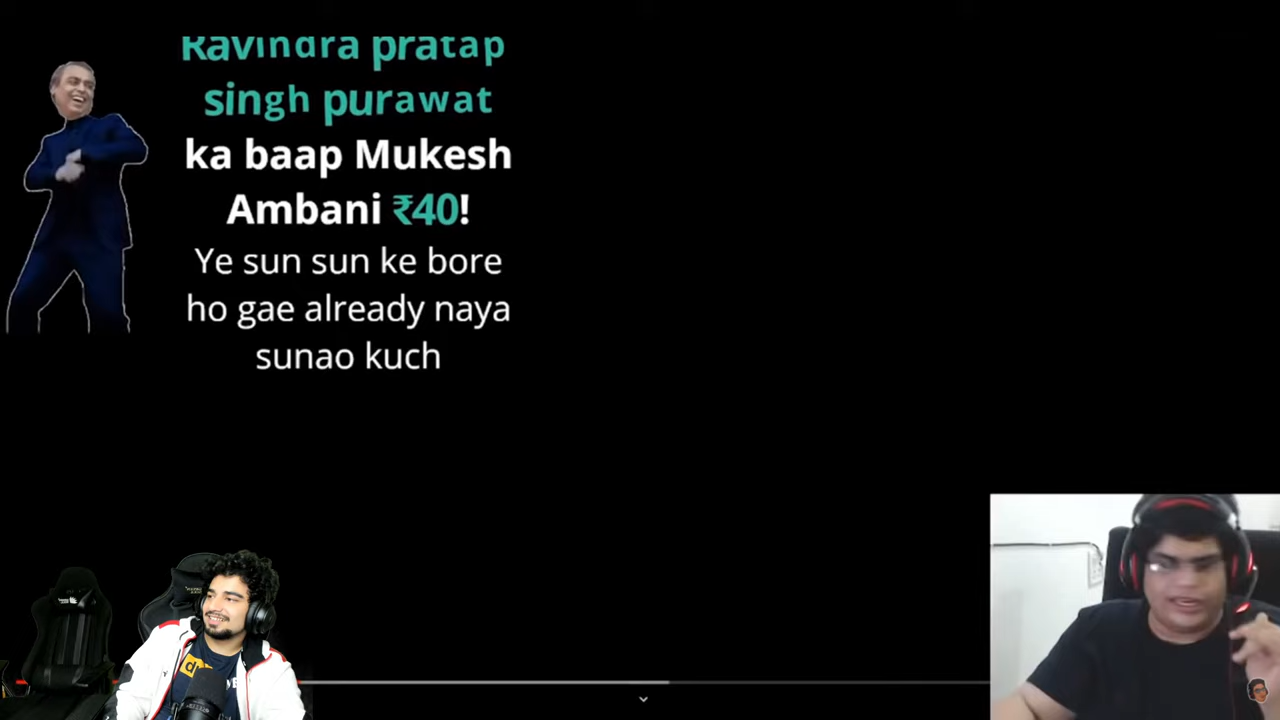 Ravindra pratap
singh purawat
ka baap Mukesh
Ambani ₹40!
Ye sun sun ke bore
ho gae already naya
sunao kuch